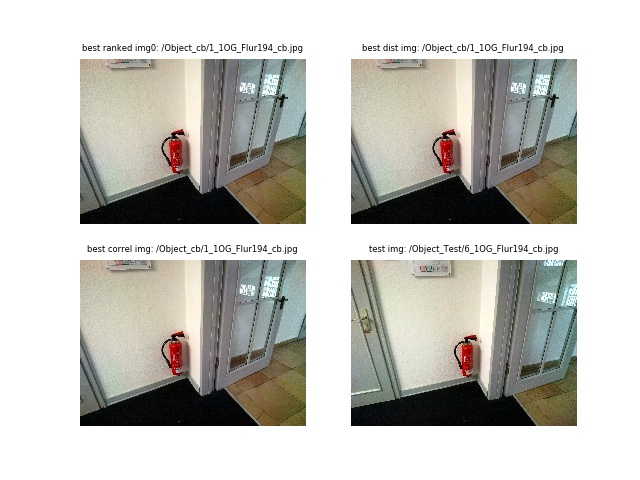 best ranked img0: /Object_cb/1_1OG_Flur194_cb.jpg
best dist img: /Object_cb/1_1OG_Flur194_cb.jpg
best correl img: /Object_cb/1_1OG_Flur194_cb.jpg
test img: /Object_Test/6_1OG_Flur194_cb.jpg